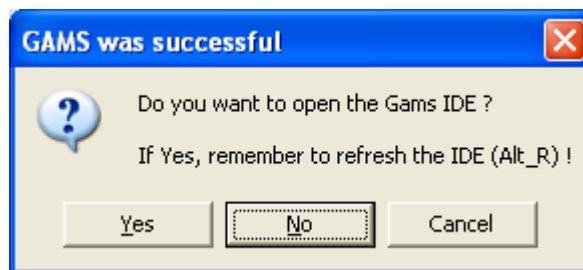 GAMS was successful
Do you want to open the Gams IDE ?
If Yes, remember to refresh the IDE (Alt_R) !
Yes
No
Cancel